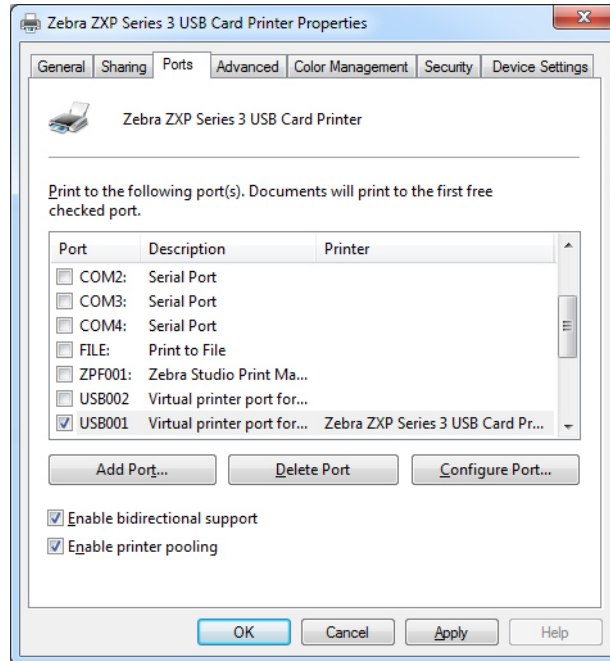 Zebra ZXP Series 3 USB Card Printer Properties
General Sharing Ports Advanced Color Management Security Device Settings
Zebra ZXP Series 3 USB Card Printer
Print to the following port(s). Documents will print to the first free
checked port.
Port Description Printer
COM2: Serial Port
COM3: Serial Port
COM4: Serial Port
FILE: Print to File
ZPF001: Zebra Studio Print Ma...
USB002 Virtual printer port for...
USB001 Virtual printer port for... Zebra ZXP Series 3 USB Card Pr...
Add Port... Delete Port Configure Port...
Enable bidirectional support
Enable printer pooling
OK Cancel Apply Help